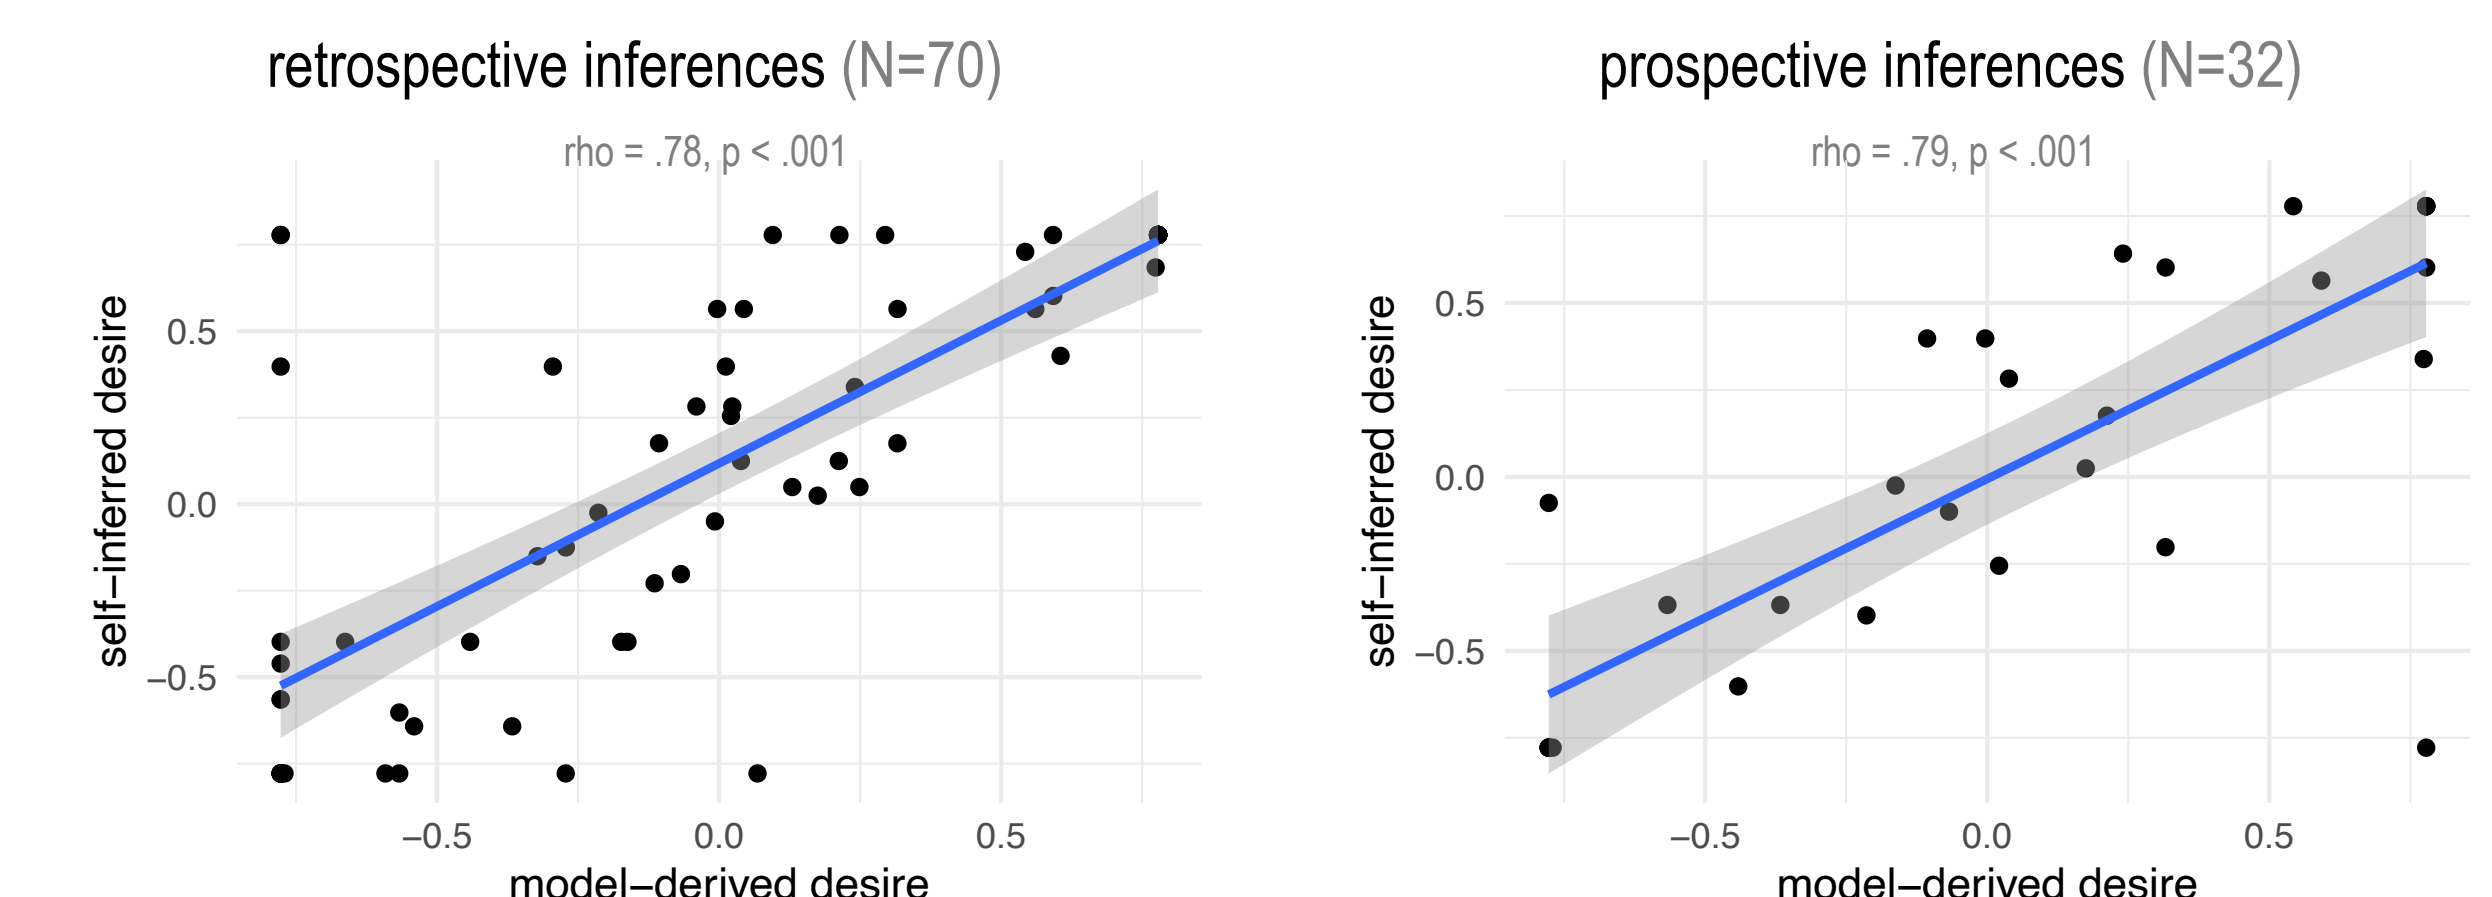 retrospective inferences (N=70)
rho = .78, p < .001
self−inferred desire
0.5
0.0
−0.5
−0.5
0.0
0.5
model−derived desire
prospective inferences (N=32)
rho = .79, p < .001
self−inferred desire
0.5
0.0
−0.5
−0.5
0.0
0.5
model−derived desire